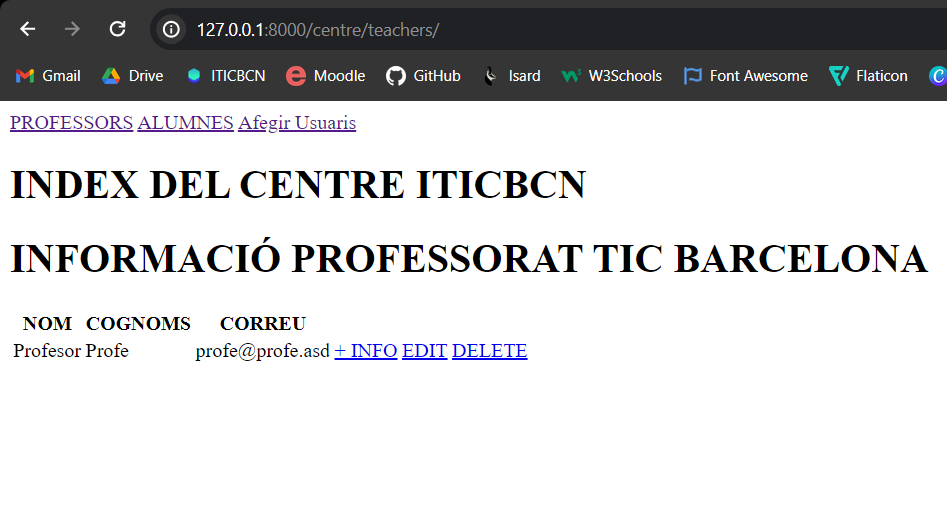 127.0.0.1:8000/centre/teachers/
Gmail Drive ITICBCN Moodle GitHub Isard W3Schools Font Awesome Flaticon
PROFESSORS ALUMNES Afegir Usuaris
INDEX DEL CENTRE ITICBCN
INFORMACIÓ PROFESSORAT TIC BARCELONA
NOM COGNOMS CORREU
Profesor Profe profe@profe.asd + INFO EDIT DELETE